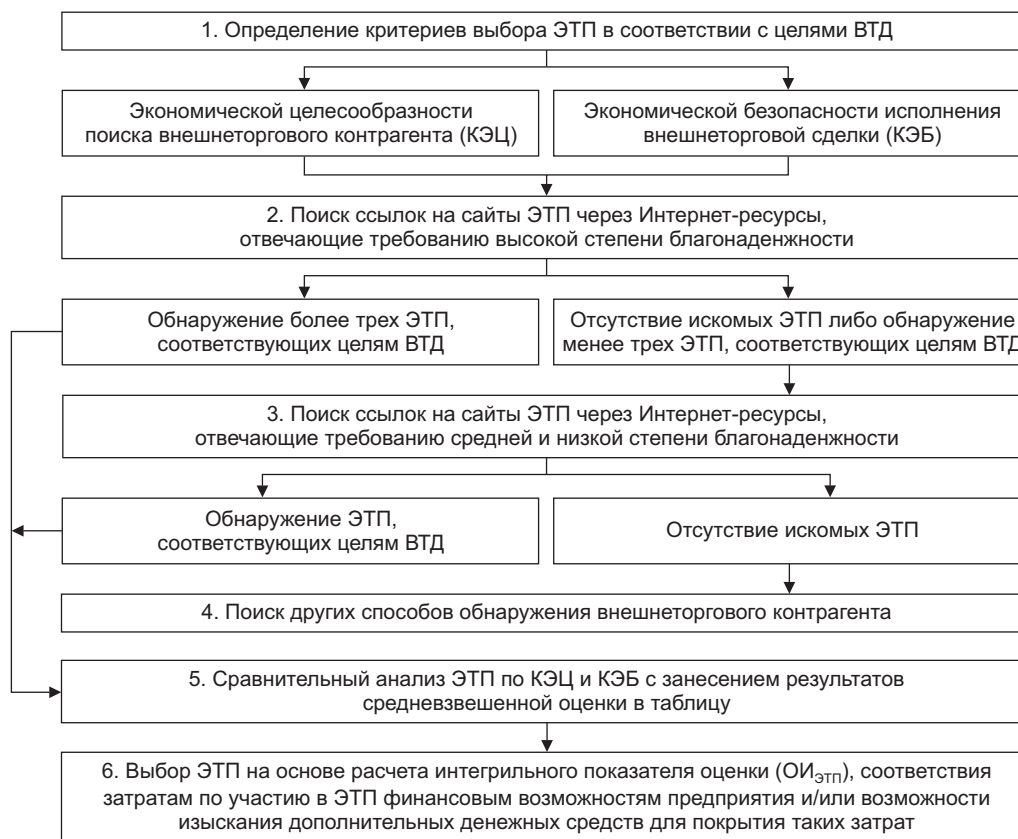 1. Определение критериев выбора ЭТП в соответствии с целями ВТД
Экономической целесообразности
поиска внешнеторгового контрагента (КЭЦ)
Экономической безопасности исполнения
внешнеторговой сделки (КЭБ)
2. Поиск ссылок на сайты ЭТП через Интернет-ресурсы,
отвечающие требованию высокой степени благонаденжности
Обнаружение более трех ЭТП,
соответствующих целям ВТД
Отсутствие искомых ЭТП либо обнаружение
менее трех ЭТП, соответствующих целям ВТД
3. Поиск ссылок на сайты ЭТП через Интернет-ресурсы,
отвечающие требованию средней и низкой степени благонаденжности
Обнаружение ЭТП,
соответствующих целям ВТД
Отсутствие искомых ЭТП
4. Поиск других способов обнаружения внешнеторгового контрагента
5. Сравнительный анализ ЭТП по КЭЦ и КЭБ с занесением результатов
средневзвешенной оценки в таблицу
6. Выбор ЭТП на основе расчета интегрильного показателя оценки (ОИЭТП), соответствия
затратам по участию в ЭТП финансовым возможностям предприятия и/или возможности
изыскания дополнительных денежных средств для покрытия таких затрат